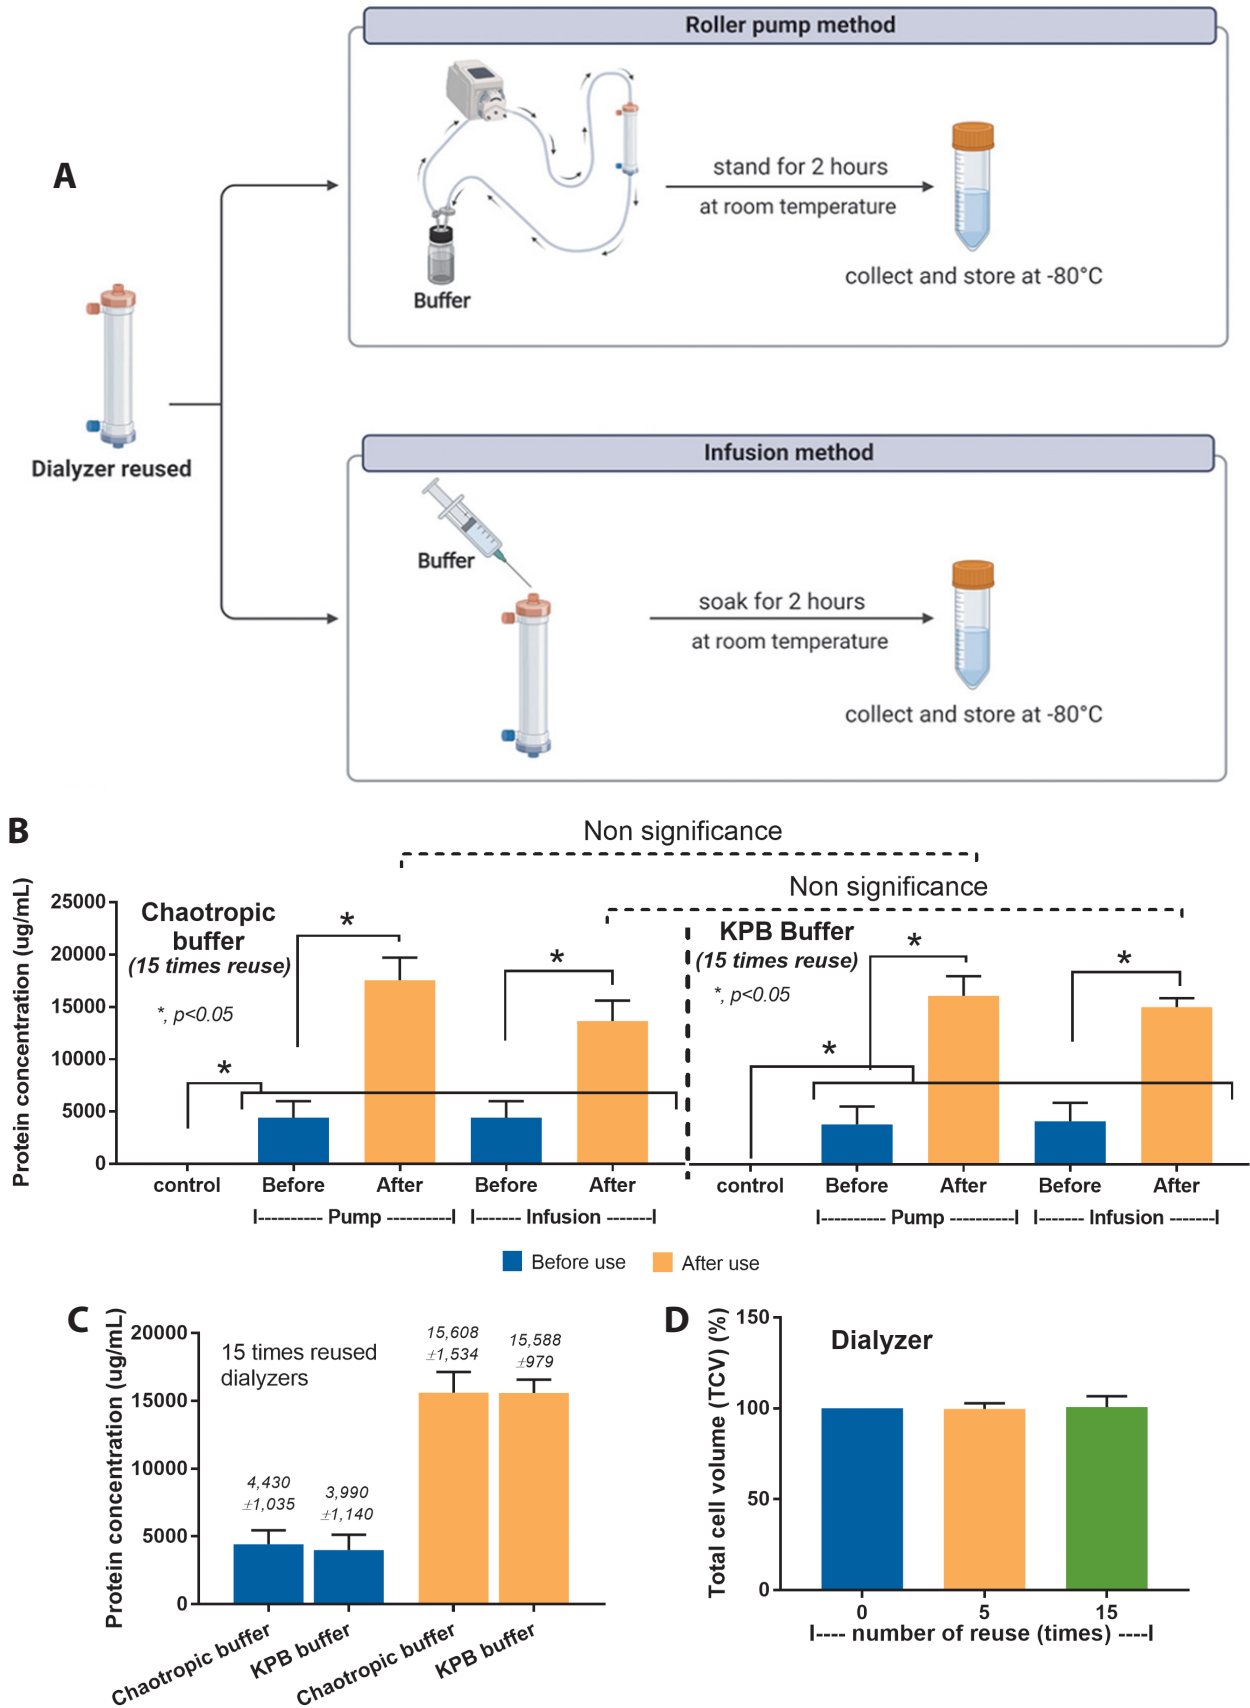 A
Roller pump method
stand for 2 hours
at room temperature
Buffer
collect and store at -80°C
Dialyzer reused
Infusion method
Buffer
soak for 2 hours
at room temperature
collect and store at -80°C
B
Non significance
Non significance
Protein concentration (ug/mL)
25000
20000
15000
10000
5000
0
Chaotropic
buffer
(15 times reuse)
*, p<0.05
*
*
*
KPB Buffer
(15 times reuse)
*, p<0.05
*
*
*
control
Before
After
Before
After
control
Before
After
Before
After
I----------- Pump -----------I
I-------- Infusion -------I
I----------- Pump -----------I
I-------- Infusion -------I
Before use
After use
C
Protein concentration (ug/mL)
20000
15000
10000
5000
0
15 times reused
dialyzers
4,430
±1,035
3,990
±1,140
15,608
±1,534
15,588
±979
Chaotropic buffer
KPB buffer
Chaotropic buffer
KPB buffer
D
Total cell volume (TCV) (%)
150
100
50
0
Dialyzer
0
5
15
I---- number of reuse (times) ----I